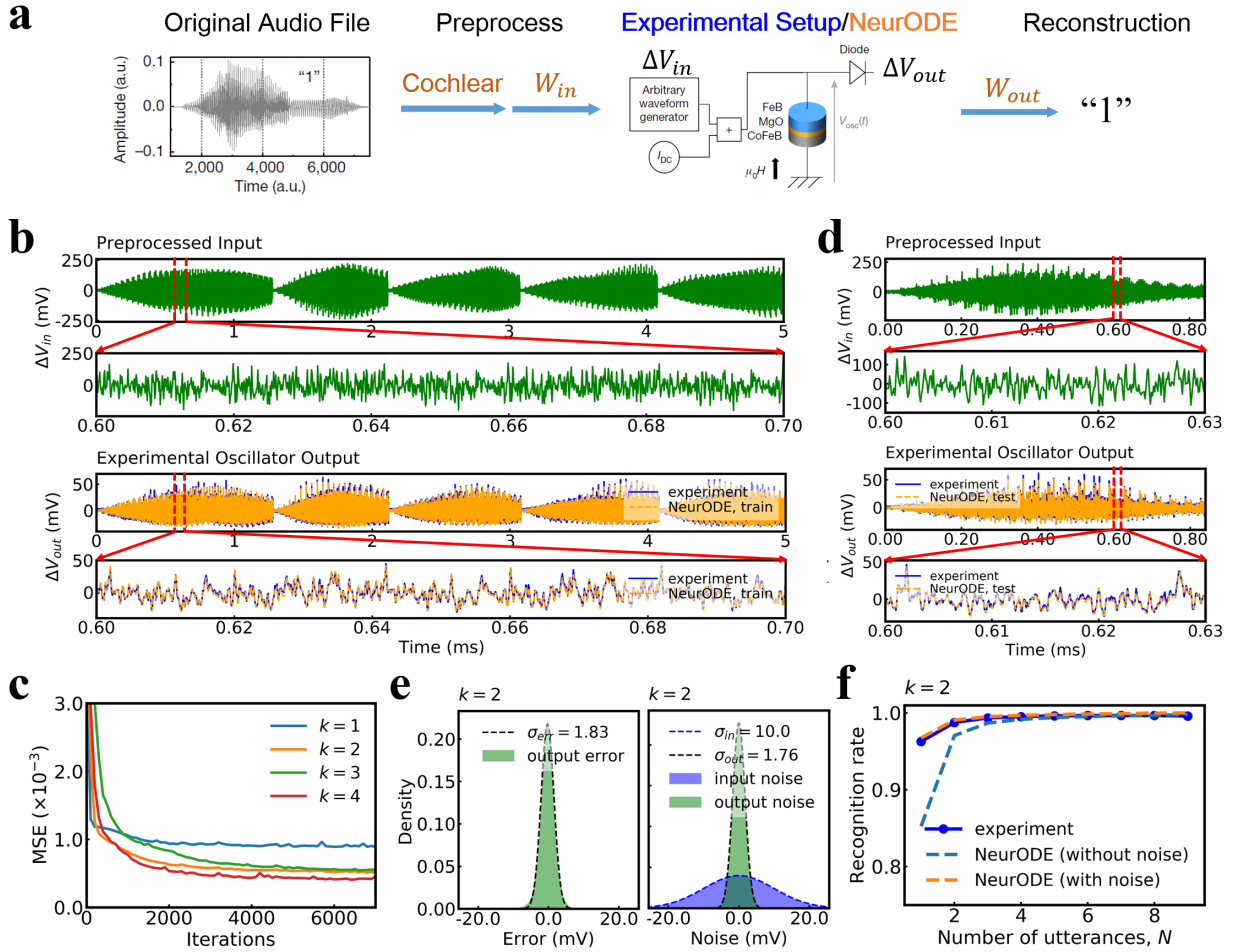 a
Original Audio File
Preprocess
Experimental Setup/NeurODE
Reconstruction
Amplitude (a.u.)
0.1
0.0
−0.1
"1"
2,000 4,000 6,000
Time (a.u.)
Cochlear
W_in
ΔV_in
Arbitrary
waveform
generator
+
I_DC
FeB
MgO
CoFeB
μ₀H
Diode
V_osc(t)
ΔV_out
W_out
"1"
b
Preprocessed Input
ΔV_in (mV)
250
0
-250
0 1 2 3 4 5
250
0
0.60 0.62 0.64 0.66 0.68 0.70
Experimental Oscillator Output
ΔV_out (mV)
50
0
experiment
NeurODE, train
0 1 2 3 4 5
50
0
experiment
NeurODE, train
0.60 0.62 0.64 0.66 0.68 0.70
Time (ms)
d
Preprocessed Input
ΔV_in (mV)
250
0
0.00 0.20 0.40 0.60 0.80
100
0
-100
0.60 0.61 0.62 0.63
Experimental Oscillator Output
ΔV_out (mV)
50
0
experiment
NeurODE, test
0.00 0.20 0.40 0.60 0.80
50
0
experiment
NeurODE, test
0.60 0.61 0.62 0.63
Time (ms)
c
MSE (×10⁻³)
3.0
2.0
1.0
0.0
k = 1
k = 2
k = 3
k = 4
0 2000 4000 6000
Iterations
e
k = 2
Density
0.20
0.15
0.10
0.05
0.00
σ_err = 1.83
output error
-20.0 0.0 20.0
Error (mV)
k = 2
σ_in = 10.0
σ_out = 1.76
input noise
output noise
-20.0 0.0 20.0
Noise (mV)
f
k = 2
Recognition rate
1.0
0.9
0.8
experiment
NeurODE (without noise)
NeurODE (with noise)
2 4 6 8
Number of utterances, N